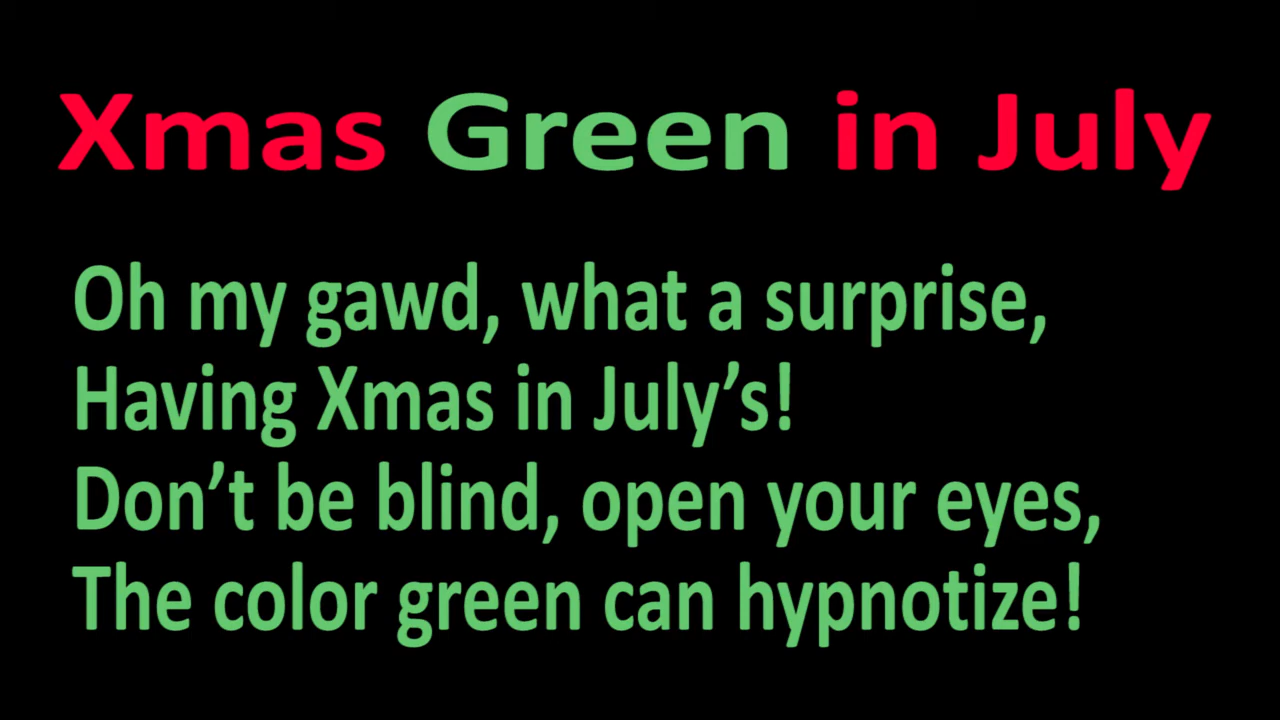 Xmas Green in July
Oh my gawd, what a surprise,
Having Xmas in July’s!
Don’t be blind, open your eyes,
The color green can hypnotize!